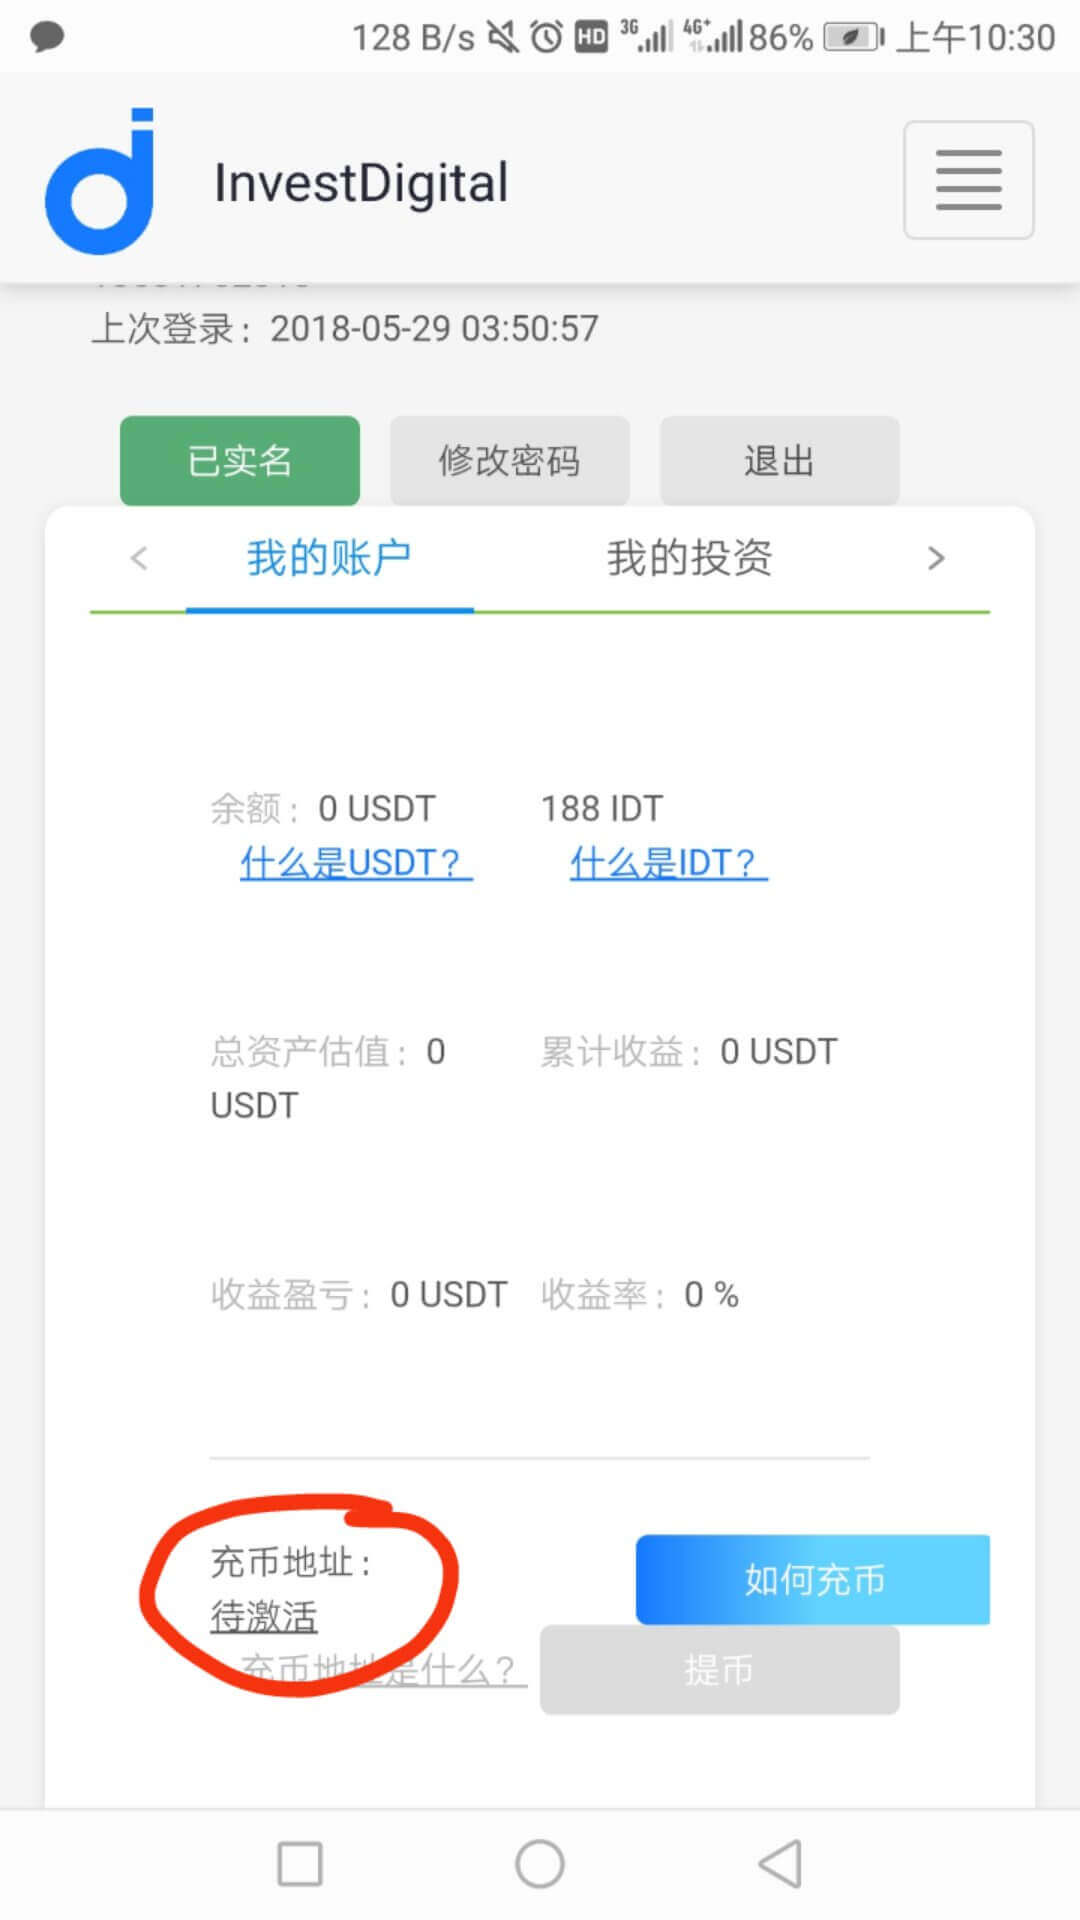 128 B/s HD 3G 4G+ 86% 上午10:30
InvestDigital
上次登录：2018-05-29 03:50:57
已实名 修改密码 退出
< 我的账户 我的投资 >
余额：0 USDT 188 IDT
什么是USDT？ 什么是IDT？
总资产估值：0 累计收益：0 USDT
USDT
收益盈亏：0 USDT 收益率：0 %
充币地址：
待激活
如何充币
充币地址是什么？
提币